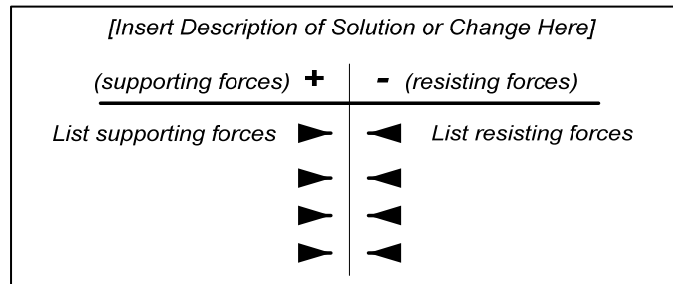 [Insert Description of Solution or Change Here]
(supporting forces) + - (resisting forces)
List supporting forces List resisting forces